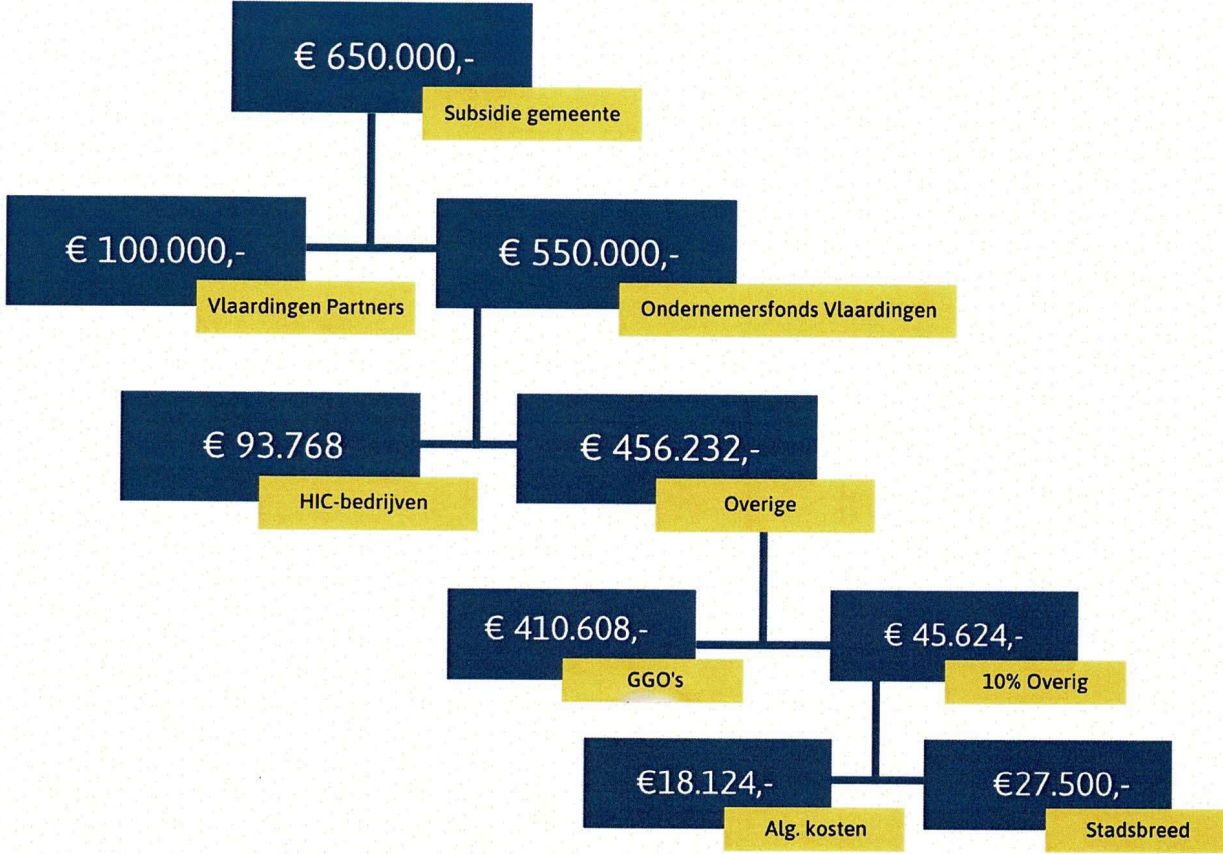 € 650.000,-
Subsidie gemeente
€ 100.000,-
Vlaardingen Partners
€ 550.000,-
Ondernemersfonds Vlaardingen
€ 93.768
HIC-bedrijven
€ 456.232,-
Overige
€ 410.608,-
GGO's
€ 45.624,-
10% Overig
€18.124,-
Alg. kosten
€27.500,-
Stadsbreed